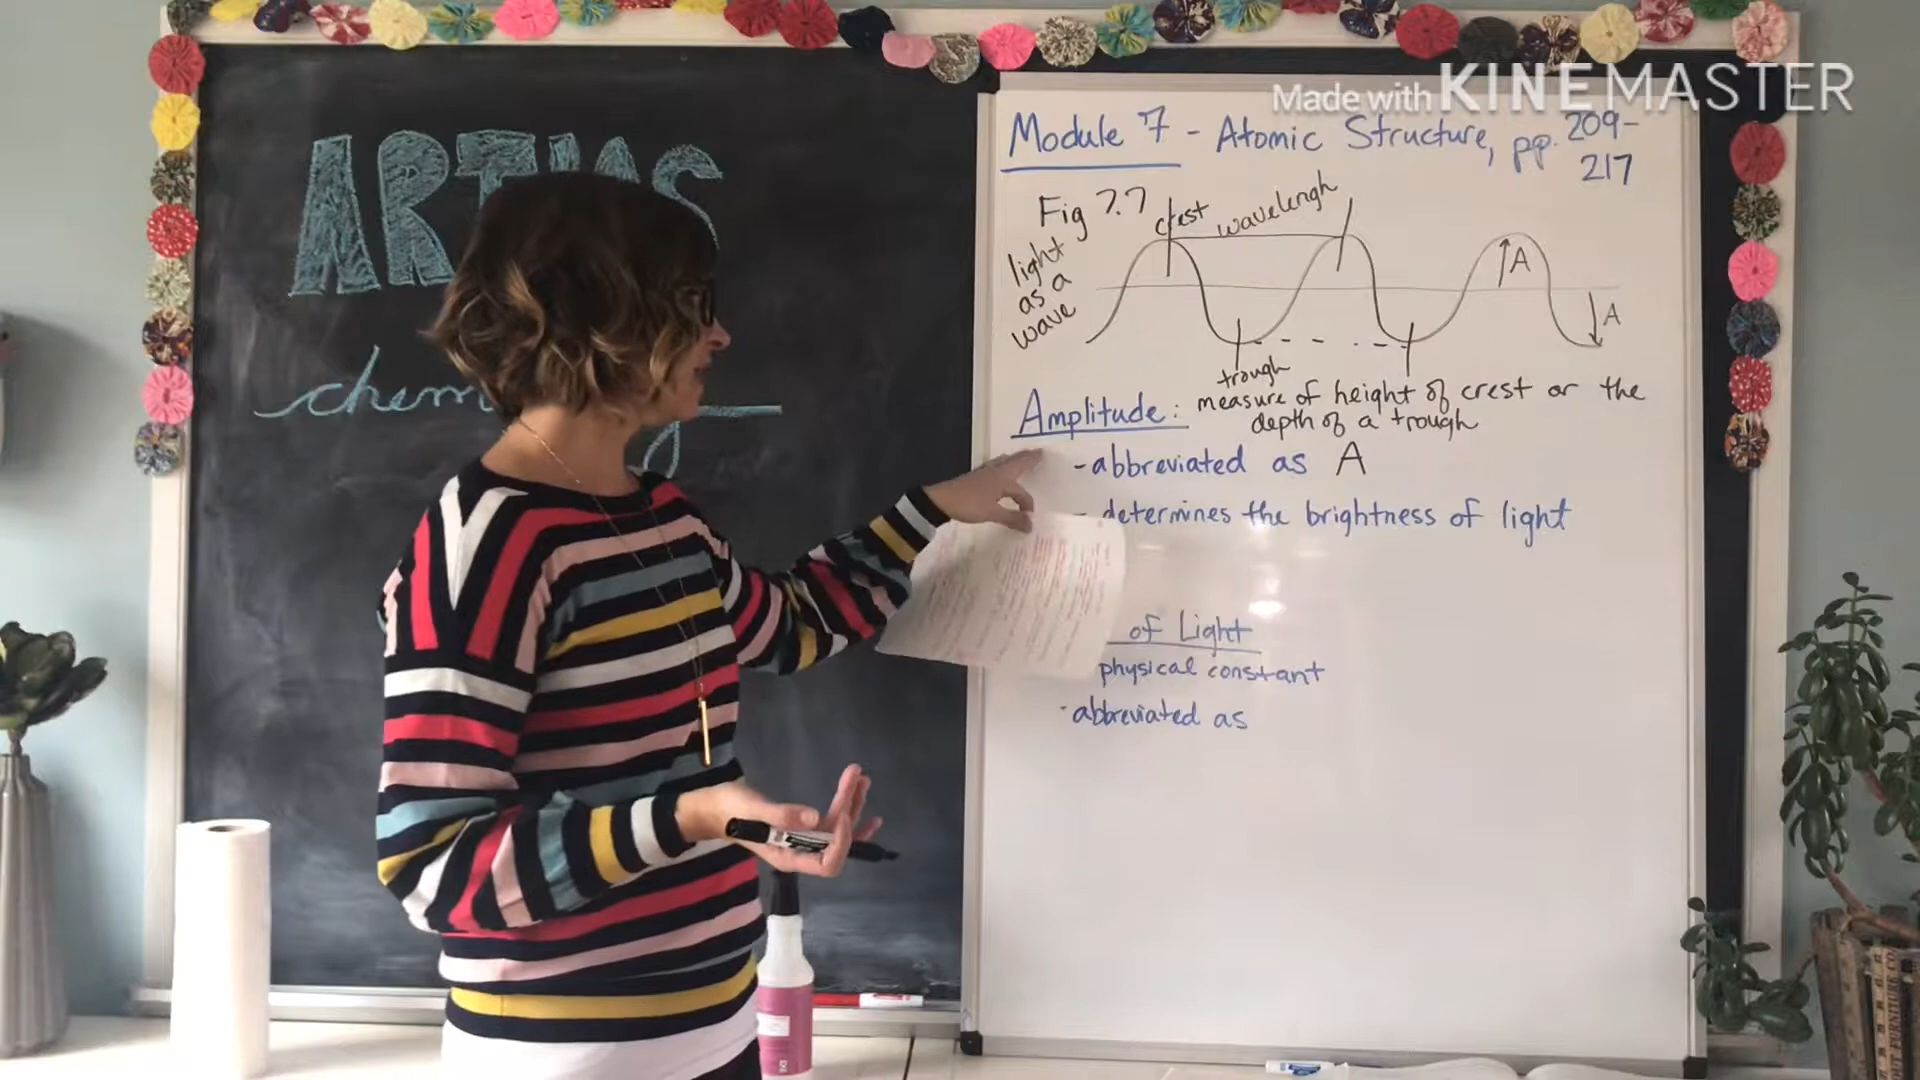 Made with KINEMASTER
ART
chem
Module 7 - Atomic Structure, pp. 209-
217
Fig 7.7
crest
wavelengh
light
as a
wave
A
A
trough
Amplitude: measure of height of crest or the
depth of a trough
-abbreviated as A
- determines the brightness of light
of Light
physical constant
·abbreviated as